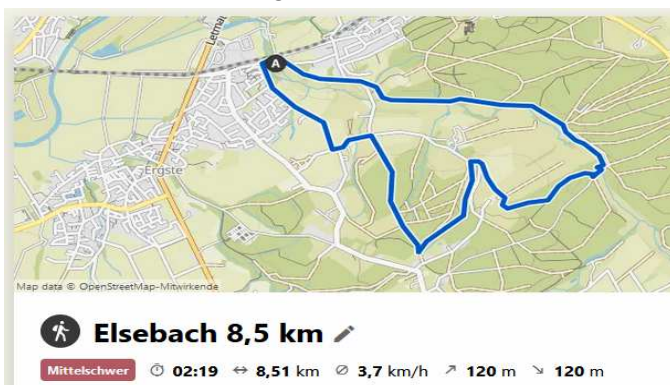 Letma
Ergste
A
Map data © OpenStreetMap-Mitwirkende
Elsebach 8,5 km
Mittelschwer 02:19 ↔ 8,51 km Ø 3,7 km/h ↗ 120 m ↘ 120 m